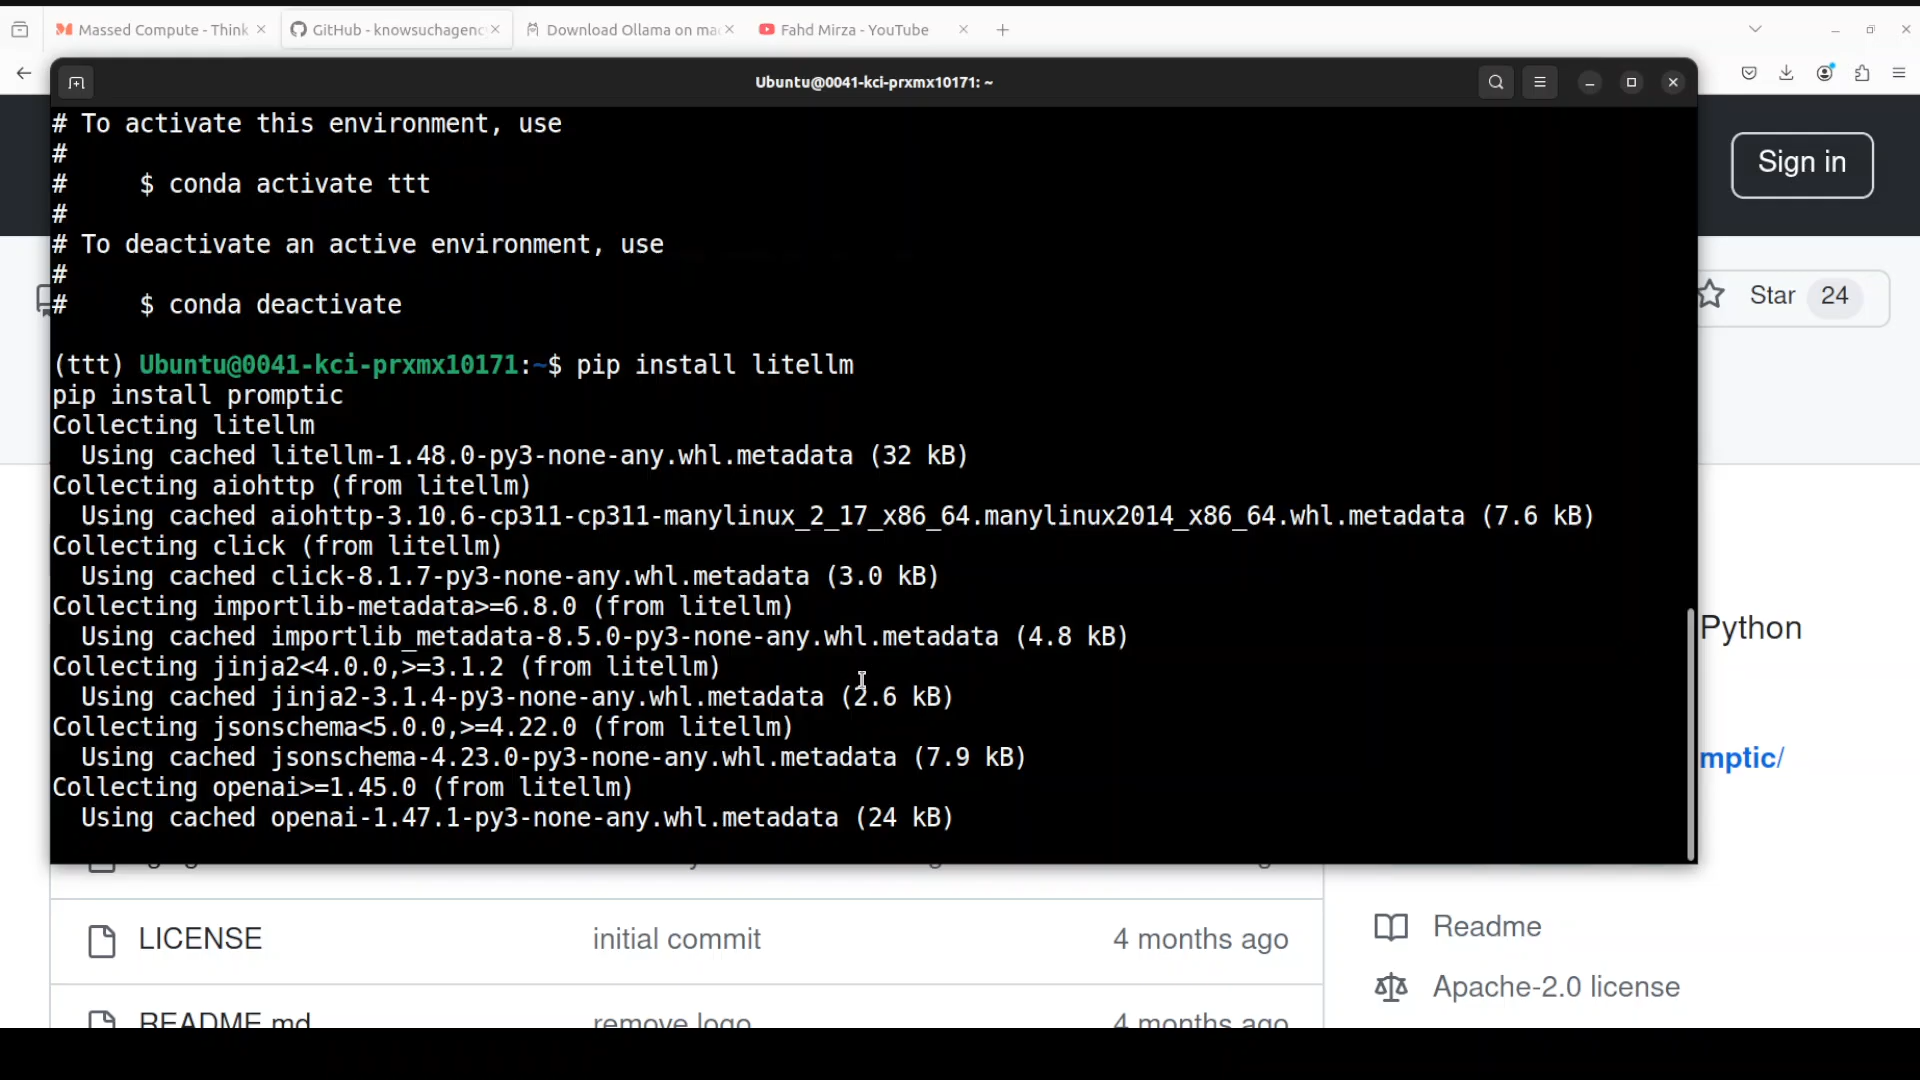 Massed Compute - Think
GitHub - knowsuchagenc
Download Ollama on mac
Fahd Mirza - YouTube
Ubuntu@0041-kci-prxmx10171: ~
# To activate this environment, use
#
#     $ conda activate ttt
#
# To deactivate an active environment, use
#
#     $ conda deactivate
(ttt) Ubuntu@0041-kci-prxmx10171:~$ pip install litellm
pip install promptic
Collecting litellm
  Using cached litellm-1.48.0-py3-none-any.whl.metadata (32 kB)
Collecting aiohttp (from litellm)
  Using cached aiohttp-3.10.6-cp311-cp311-manylinux_2_17_x86_64.manylinux2014_x86_64.whl.metadata (7.6 kB)
Collecting click (from litellm)
  Using cached click-8.1.7-py3-none-any.whl.metadata (3.0 kB)
Collecting importlib-metadata>=6.8.0 (from litellm)
  Using cached importlib_metadata-8.5.0-py3-none-any.whl.metadata (4.8 kB)
Collecting jinja2<4.0.0,>=3.1.2 (from litellm)
  Using cached jinja2-3.1.4-py3-none-any.whl.metadata (2.6 kB)
Collecting jsonschema<5.0.0,>=4.22.0 (from litellm)
  Using cached jsonschema-4.23.0-py3-none-any.whl.metadata (7.9 kB)
Collecting openai>=1.45.0 (from litellm)
  Using cached openai-1.47.1-py3-none-any.whl.metadata (24 kB)
Sign in
Star 24
Python
mptic/
LICENSE initial commit 4 months ago
README.md remove logo 4 months ago
Readme
Apache-2.0 license